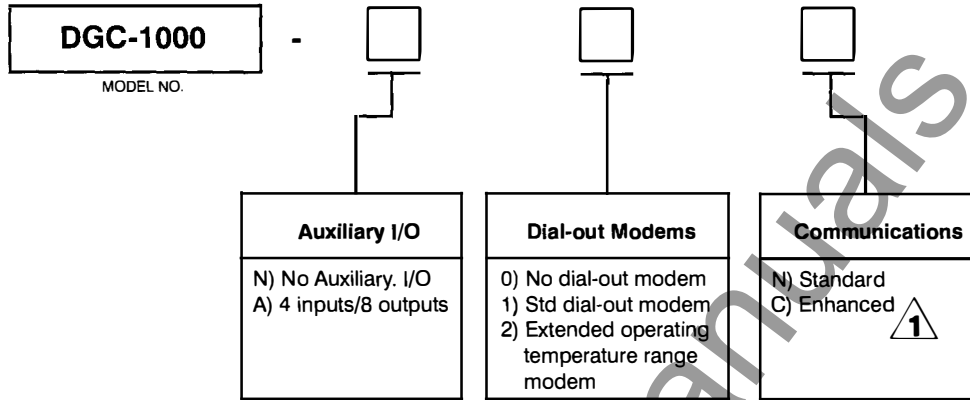 DGC-1000 -
MODEL NO.
Auxiliary I/O
N) No Auxiliary. I/O
A) 4 inputs/8 outputs
Dial-out Modems
0) No dial-out modem
1) Std dial-out modem
2) Extended operating
temperature range
modem
Communications
N) Standard
C) Enhanced 1
anuals